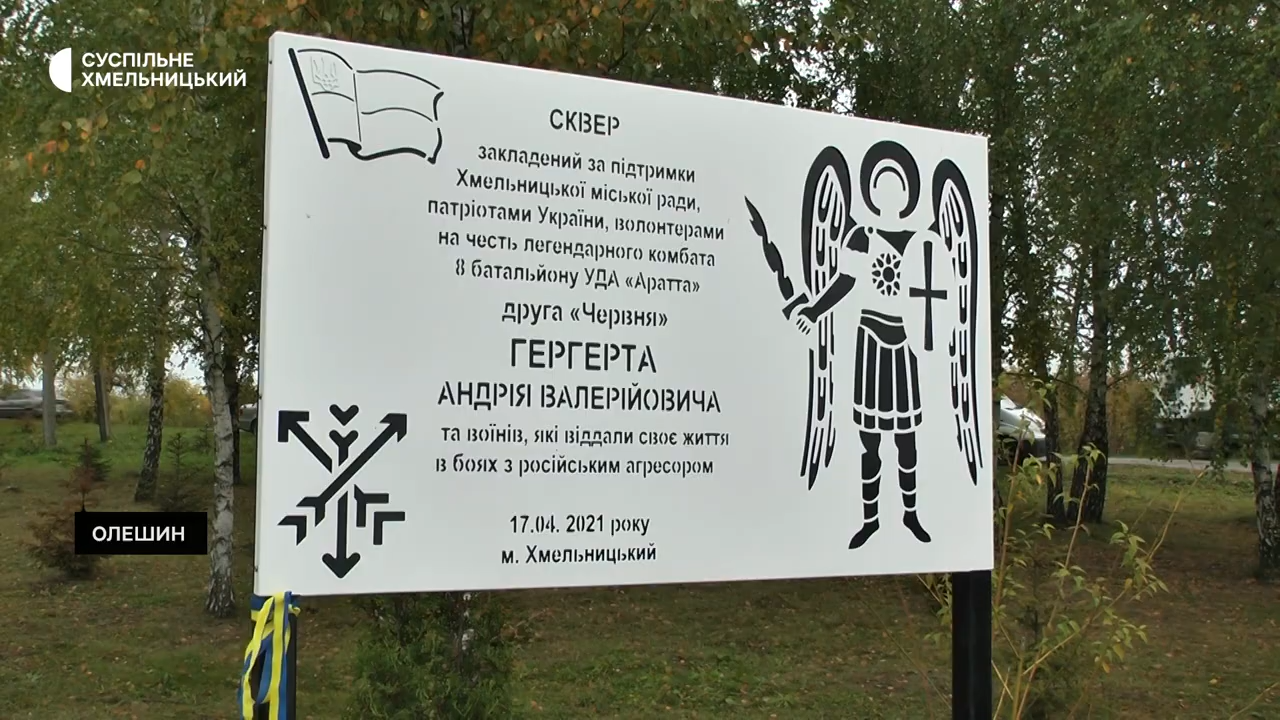 СУСПІЛЬНЕ
ХМЕЛЬНИЦЬКИЙ
СКВЕР
закладений за підтримки
Хмельницької міської ради,
патріотами України, волонтерами
на честь легендарного комбата
8 батальйону УДА «Аратта»
друга «Червня»
ГЕРГЕРТА
АНДРІЯ ВАЛЕРІЙОВИЧА
та воїнів, які віддали своє життя
в боях з російським агресором
17.04. 2021 року
м. Хмельницький
ОЛЕШИН